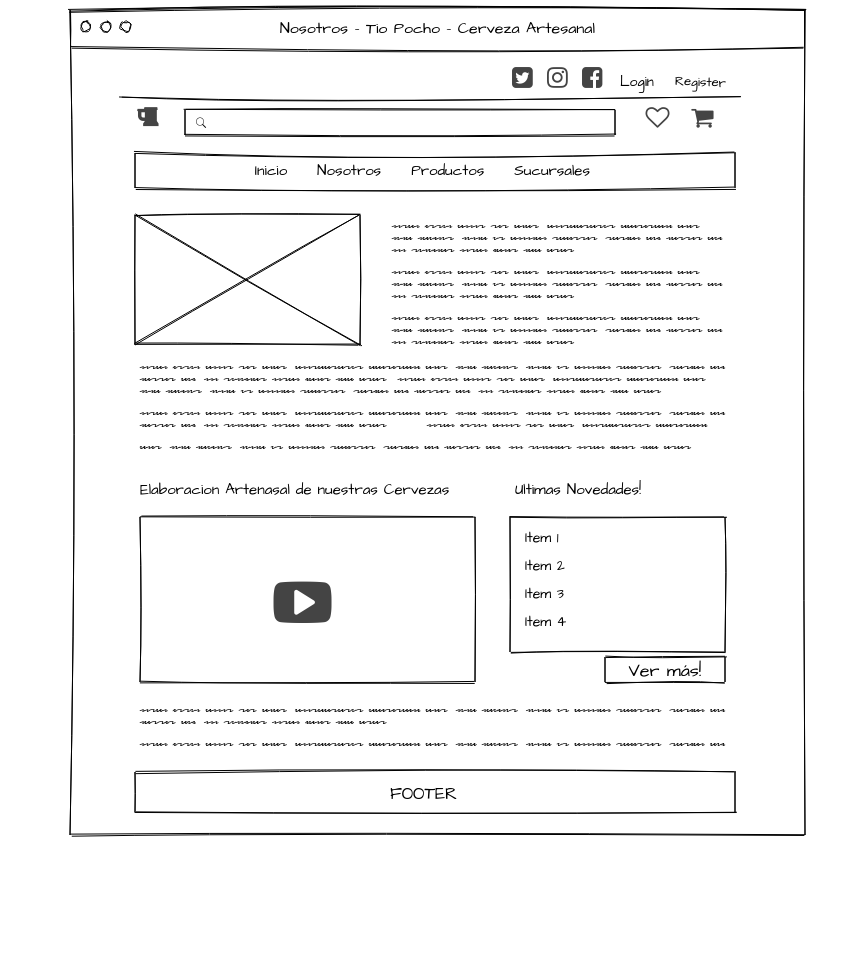 Nosotros - Tio Pocho - Cerveza Artesanal
Login Register
Inicio Nosotros Productos Sucursales
Elaboracion Artenasal de nuestras Cervezas
Ultimas Novedades!
Item 1
Item 2
Item 3
Item 4
Ver más!
FOOTER